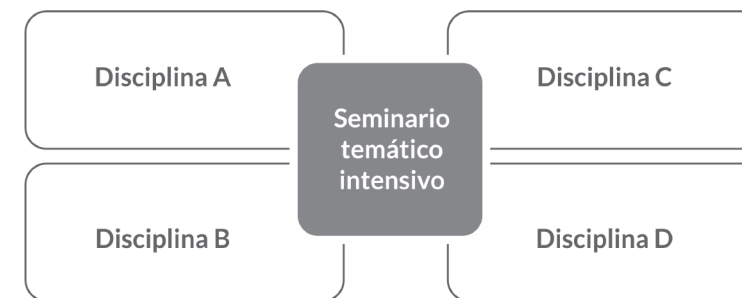 Disciplina A
Disciplina C
Seminario
temático
intensivo
Disciplina B
Disciplina D